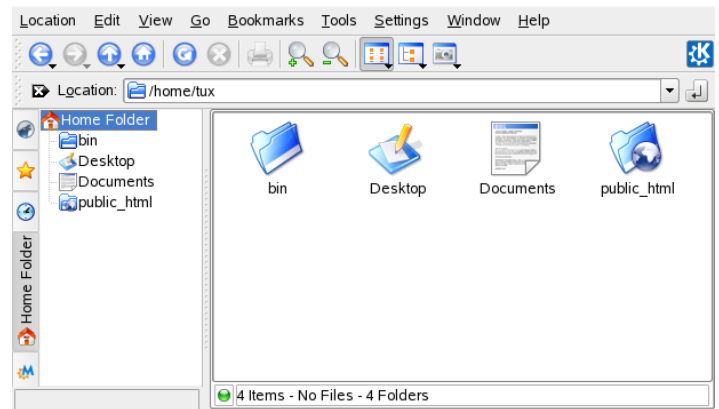 Location Edit View Go Bookmarks Tools Settings Window Help
Location: /home/tux
Home Folder
bin
Desktop
Documents
public_html
Home Folder
bin Desktop Documents public_html
4 Items - No Files - 4 Folders